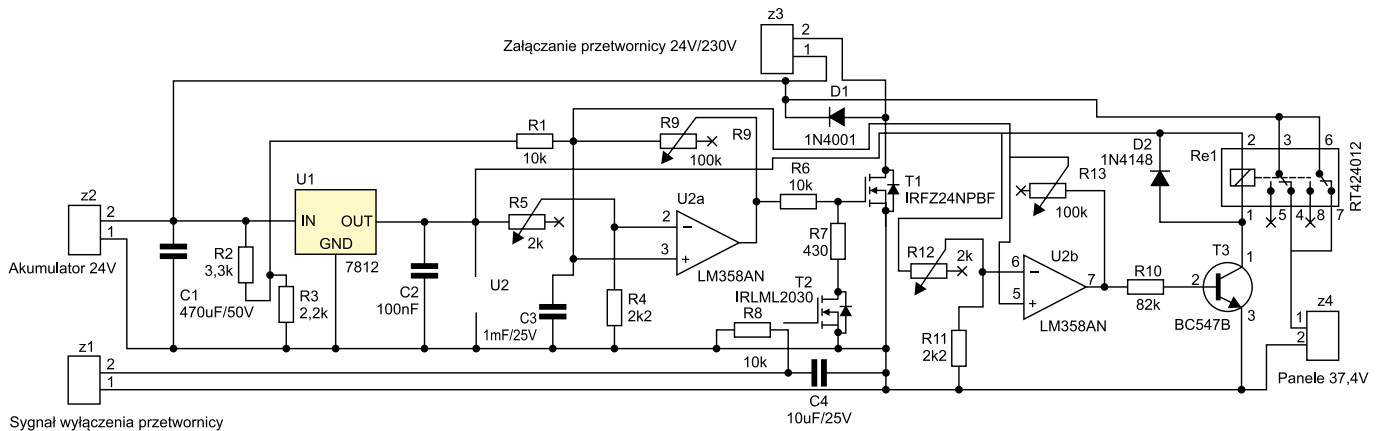 z3
2
1
Załączanie przetwornicy 24V/230V
D1
1N4001
R1
10k
R9
100k
R9
D2
1N4148
2
3
6
Re1
RT424012
1
5
4
8
7
z2
2
1
Akumulator 24V
U1
IN
OUT
GND
7812
R5
2k
U2a
2
3
LM358AN
R6
10k
T1
IRFZ24NPBF
R13
100k
R7
430
R12
2k
U2b
6
5
7
LM358AN
R10
82k
T3
1
2
3
BC547B
R2
3,3k
C1
470uF/50V
R3
2,2k
C2
100nF
U2
C3
1mF/25V
R4
2k2
T2
IRLML2030
R8
10k
R11
2k2
z4
1
2
Panele 37,4V
z1
2
1
C4
10uF/25V
Sygnał wyłączenia przetwornicy